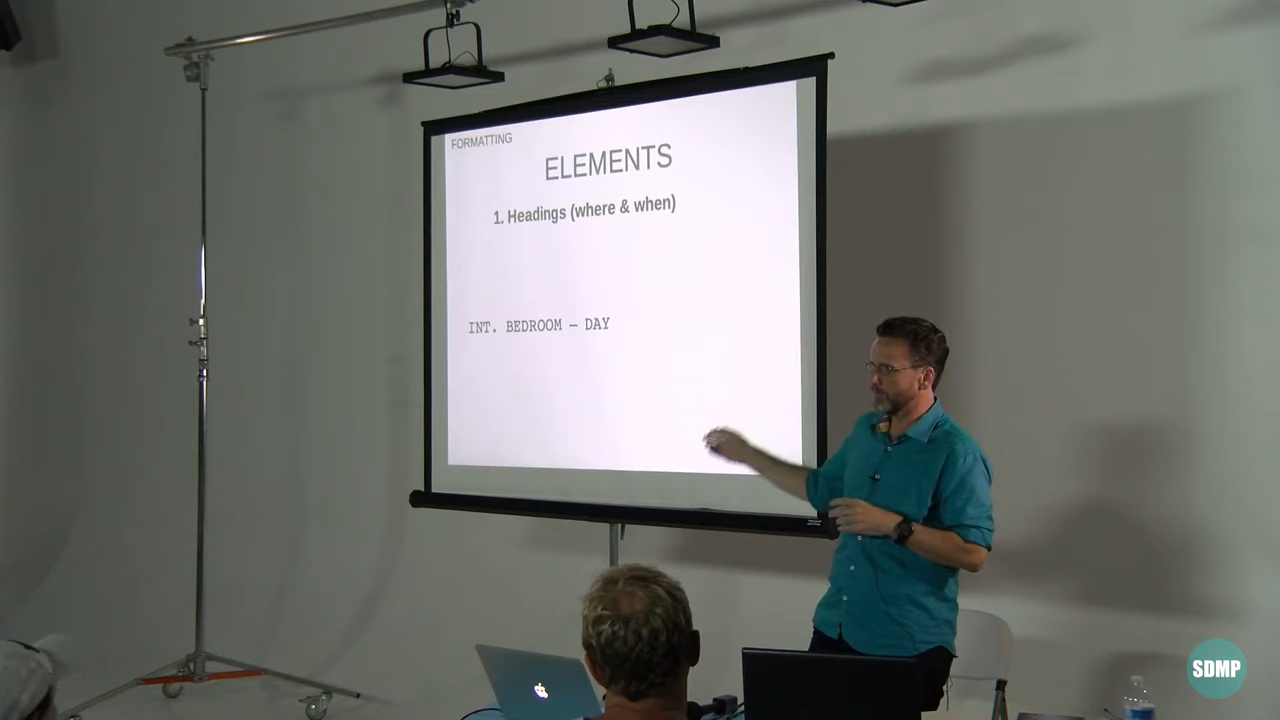 FORMATTING
ELEMENTS
1. Headings (where & when)
INT. BEDROOM – DAY
SDMP